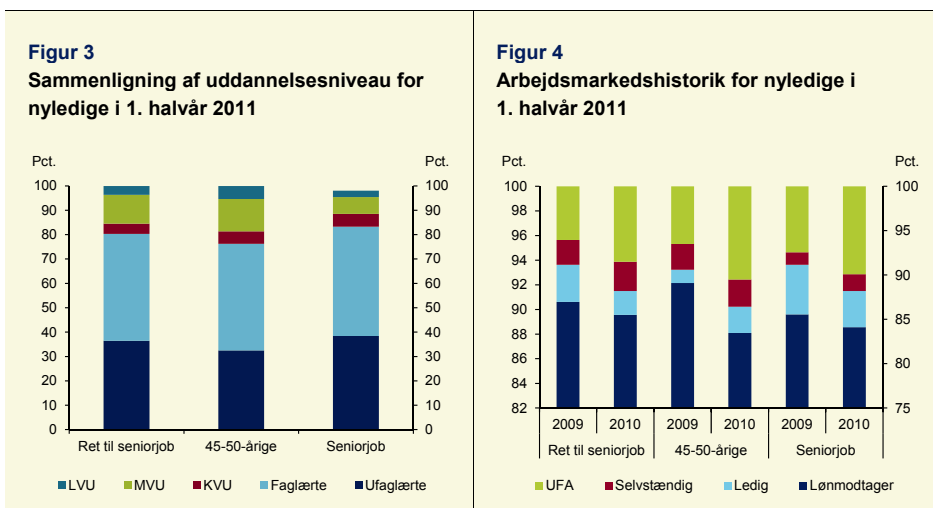 Figur 3
Sammenligning af uddannelsesniveau for
nyledige i 1. halvår 2011
Pct. Pct.
100 100
90 90
80 80
70 70
60 60
50 50
40 40
30 30
20 20
10 10
0 0
Ret til seniorjob 45-50-årige Seniorjob
LVU MVU KVU Faglærte Ufaglærte
Figur 4
Arbejdsmarkedshistorik for nyledige i
1. halvår 2011
Pct. Pct.
100 100
98
96 95
94
92 90
90
88 85
86
84 80
82 75
2009 2010 2009 2010 2009 2010
Ret til seniorjob 45-50-årige Seniorjob
UFA Selvstændig Ledig Lønmodtager